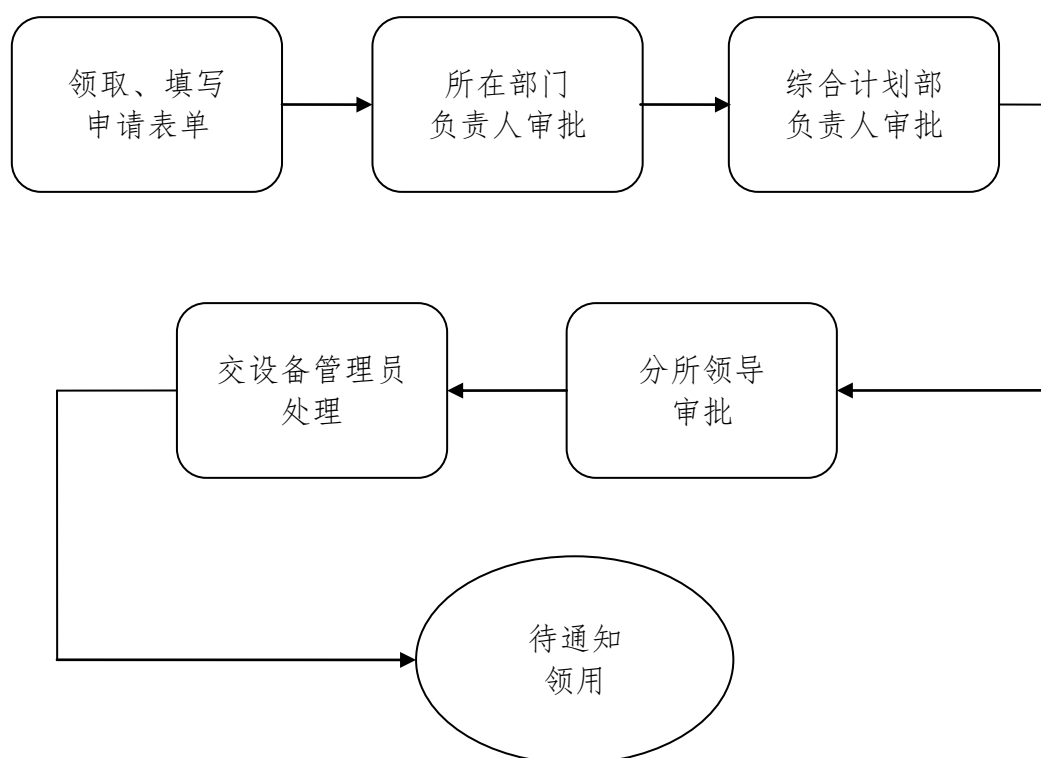 领取、填写
申请表单
所在部门
负责人审批
综合计划部
负责人审批
交设备管理员
处理
分所领导
审批
待通知
领用